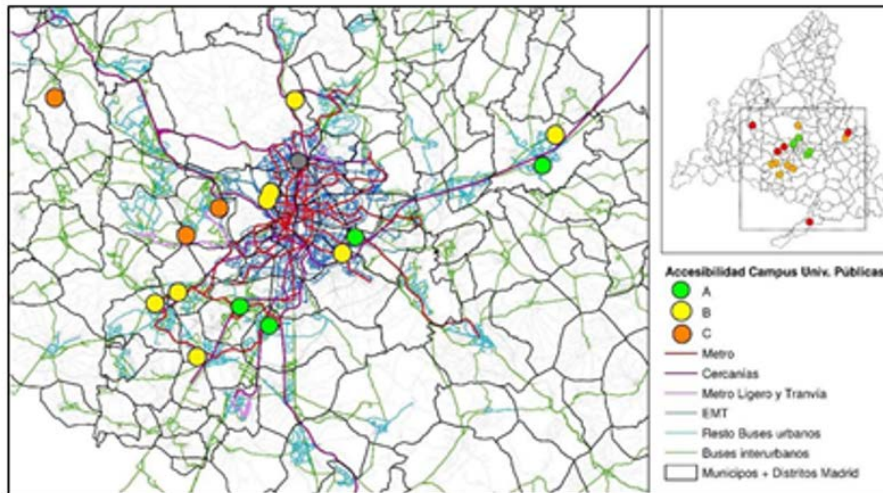 Accesibilidad Campus Univ. Públicas
A
B
C
Metro
Cercanías
Metro Ligero y Tranvía
EMT
Resto Buses urbanos
Buses interurbanos
Municipos + Distritos Madrid